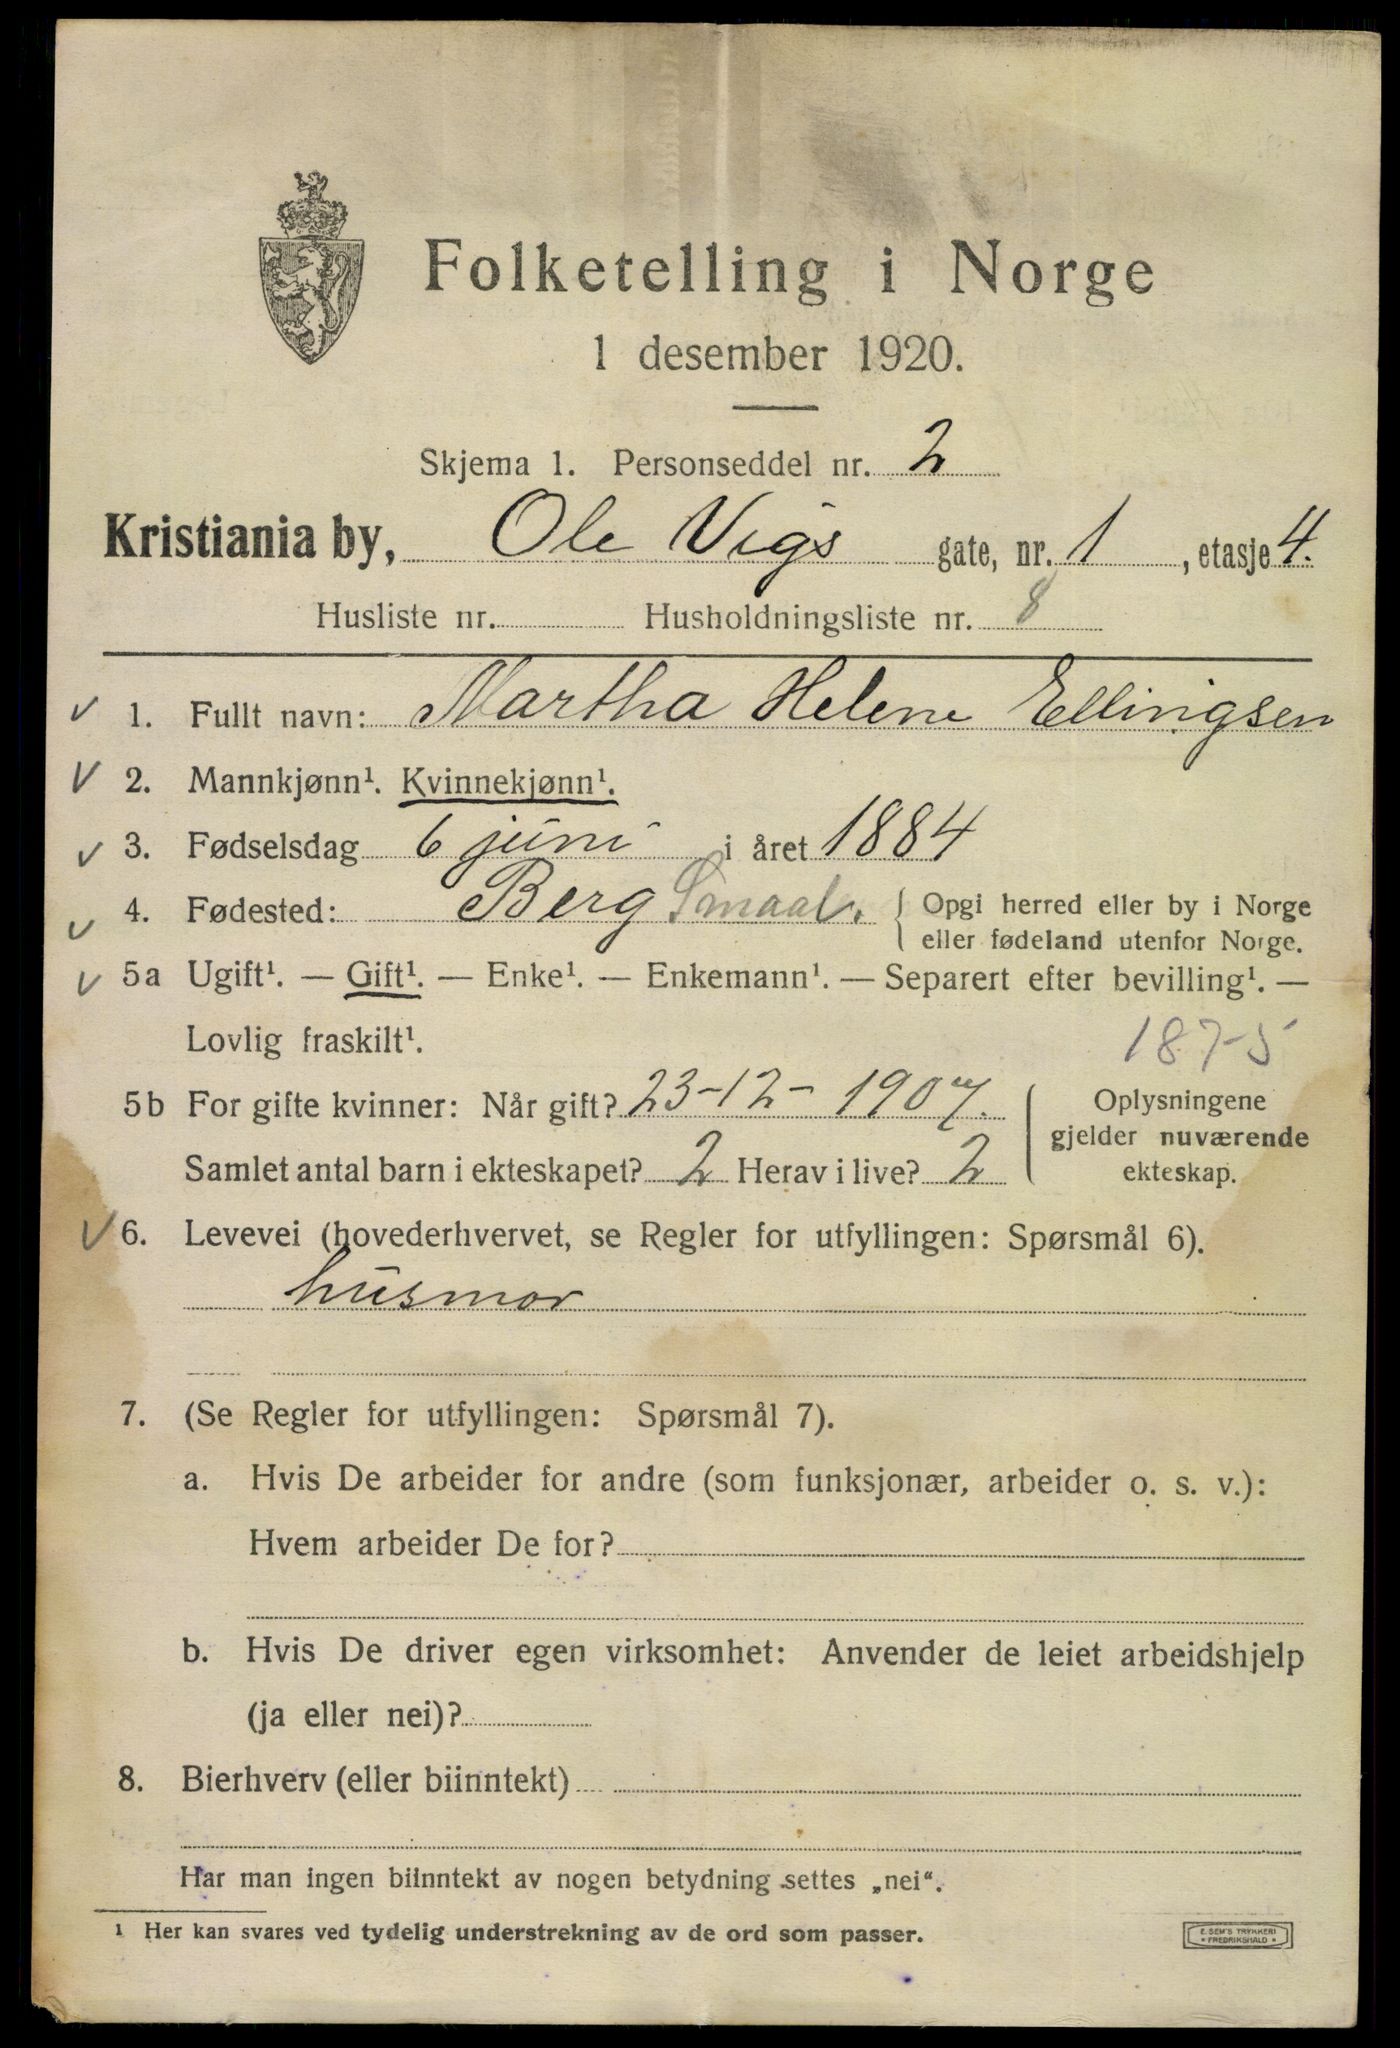 Folketelling i Norge
1 desember 1920.
Skjema 1. Personseddel nr. 2
Kristiania by, Ole Vigs gate, nr. 1, etasje 4.
Husliste nr. Husholdningsliste nr. 8
1. Fullt navn: Martha Helene Ellingsen
2. Mannkjønn¹. Kvinnekjønn¹.
3. Fødselsdag 6 juni i året 1884
4. Fødested: Berg Smaal. { Opgi herred eller by i Norge
eller fødeland utenfor Norge.
5a Ugift¹. — Gift¹. — Enke¹. — Enkemann¹. — Separert efter bevilling¹. —
Lovlig fraskilt¹.
1875
5b For gifte kvinner: Når gift? 23-12-1907. Oplysningene
gjelder nuværende
Samlet antal barn i ekteskapet? 2 Herav i live? 2 ekteskap.
6. Levevei (hovederhvervet, se Regler for utfyllingen: Spørsmål 6).
husmor
7. (Se Regler for utfyllingen: Spørsmål 7).
a. Hvis De arbeider for andre (som funksjonær, arbeider o. s. v.):
Hvem arbeider De for?
b. Hvis De driver egen virksomhet: Anvender de leiet arbeidshjelp
(ja eller nei)?
8. Bierhverv (eller biinntekt)
Har man ingen biinntekt av nogen betydning settes „nei“.
¹ Her kan svares ved tydelig understrekning av de ord som passer.
E. SEM'S TRYKKERI
* FREDRIKSHALD *